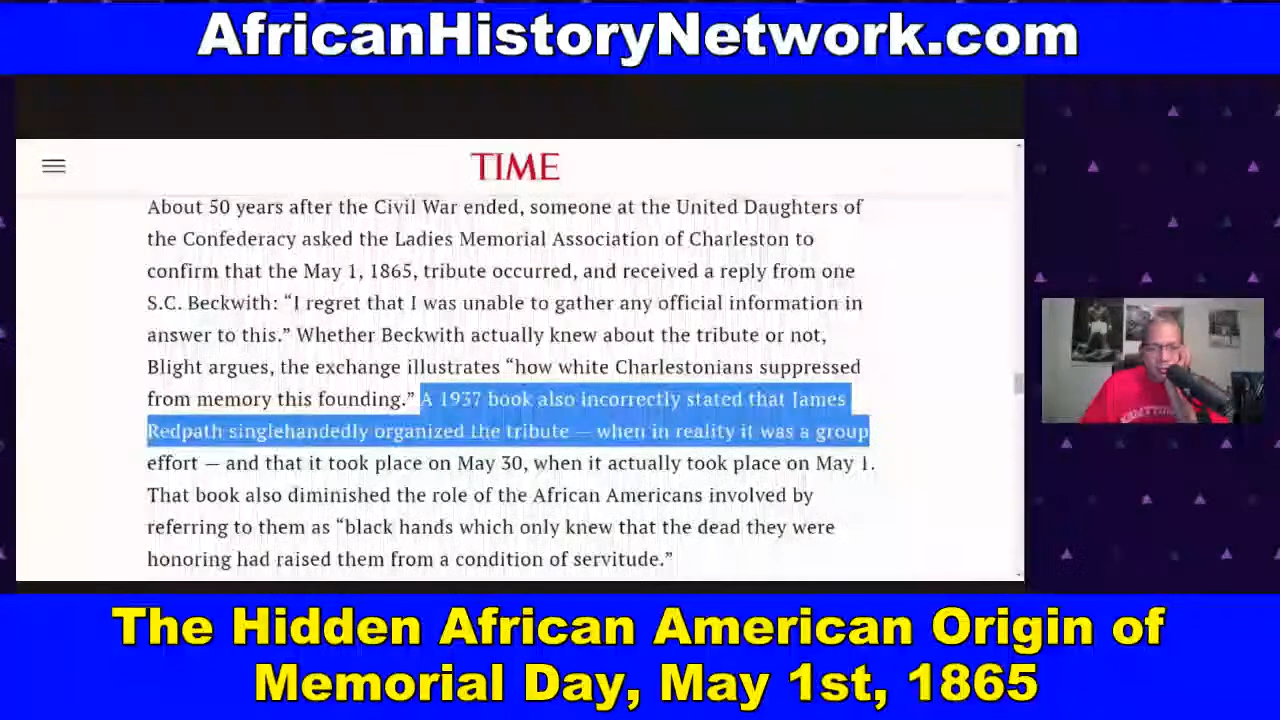 AfricanHistoryNetwork.com
TIME
About 50 years after the Civil War ended, someone at the United Daughters of
the Confederacy asked the Ladies Memorial Association of Charleston to
confirm that the May 1, 1865, tribute occurred, and received a reply from one
S.C. Beckwith: “I regret that I was unable to gather any official information in
answer to this.” Whether Beckwith actually knew about the tribute or not,
Blight argues, the exchange illustrates “how white Charlestonians suppressed
from memory this founding.” A 1937 book also incorrectly stated that James
Redpath singlehandedly organized the tribute — when in reality it was a group
effort — and that it took place on May 30, when it actually took place on May 1.
That book also diminished the role of the African Americans involved by
referring to them as “black hands which only knew that the dead they were
honoring had raised them from a condition of servitude.”
The Hidden African American Origin of
Memorial Day, May 1st, 1865